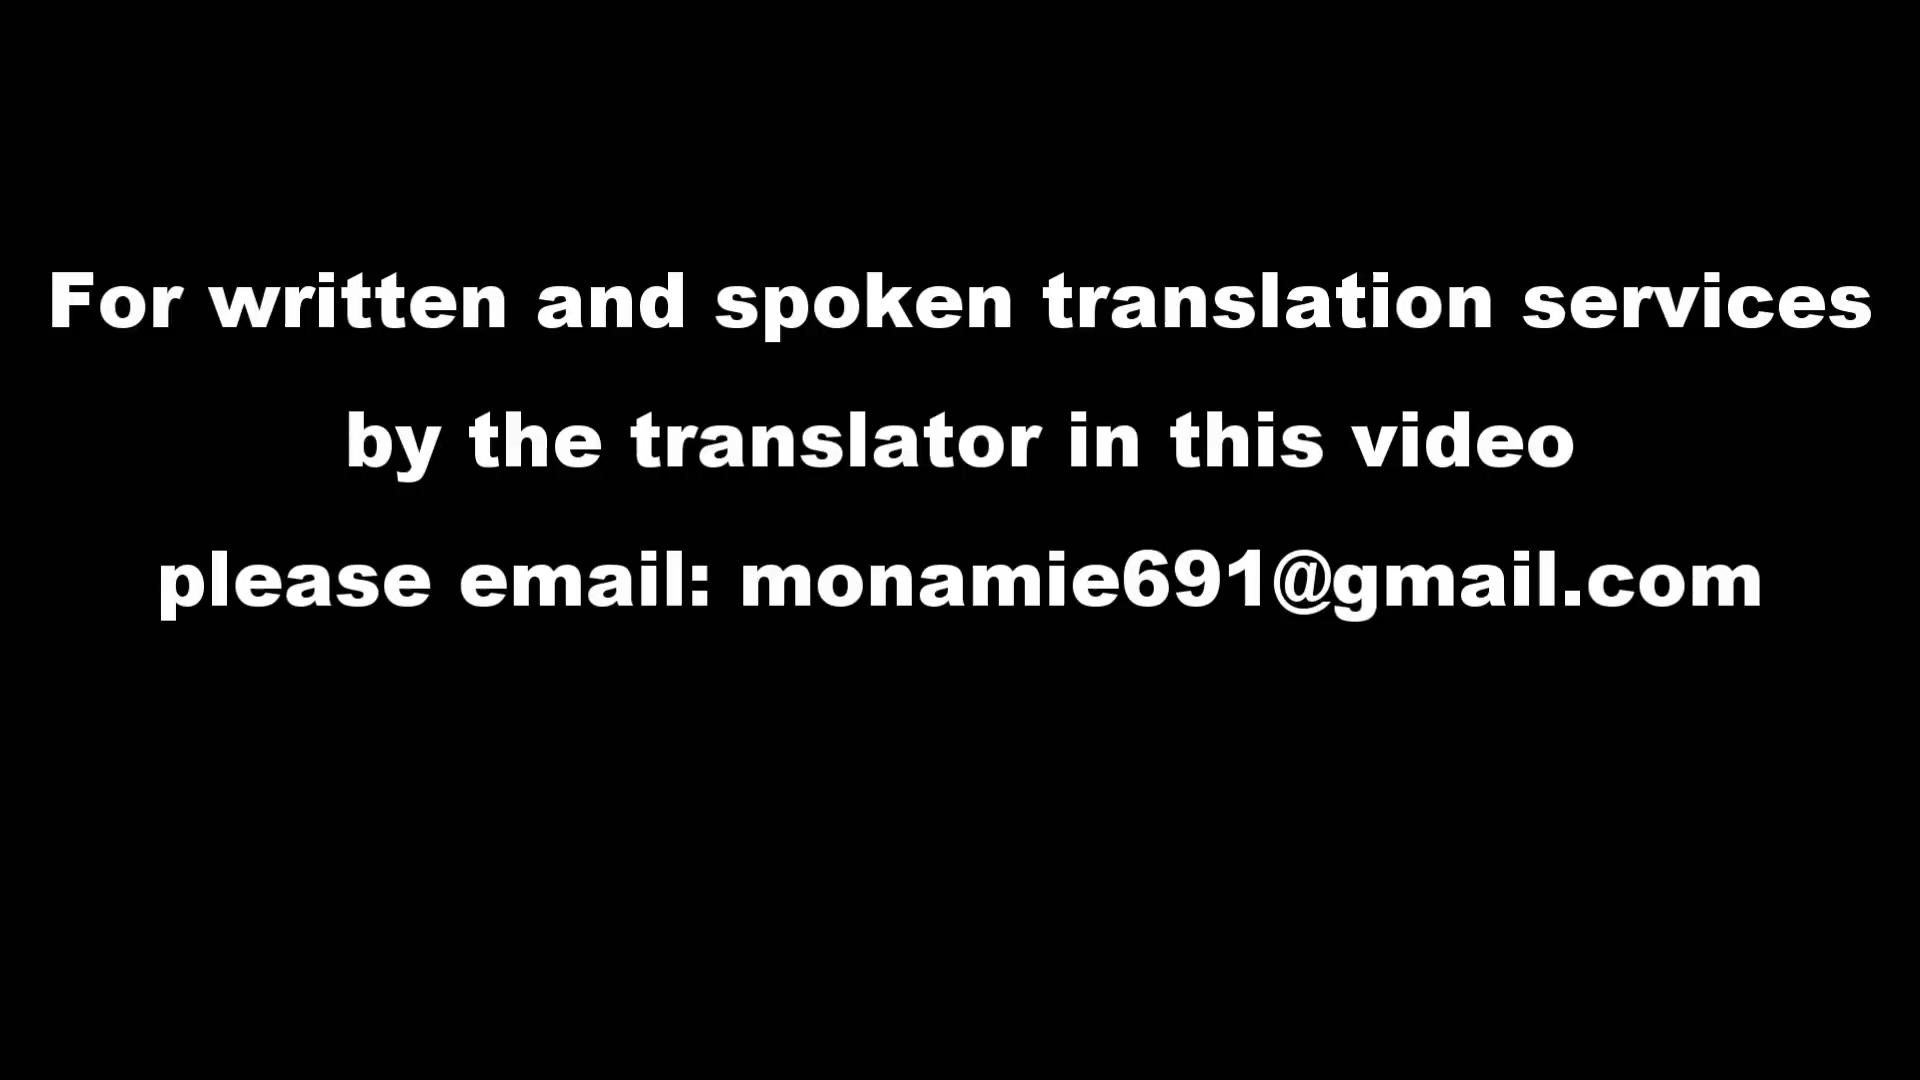 For written and spoken translation services
by the translator in this video
please email: monamie691@gmail.com